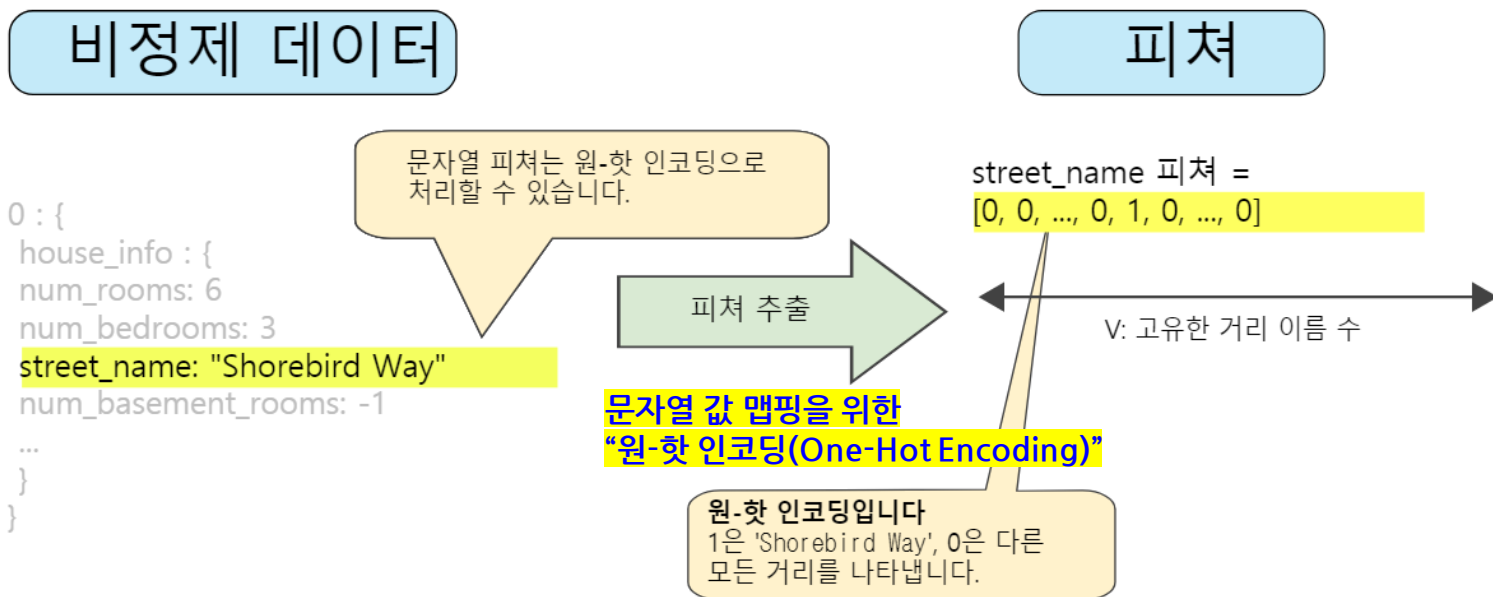 비정제 데이터
피쳐
문자열 피쳐는 원-핫 인코딩으로
처리할 수 있습니다.
0 : {
house_info : {
num_rooms: 6
num_bedrooms: 3
street_name: "Shorebird Way"
num_basement_rooms: -1
...
}
}
피쳐 추출
문자열 값 맵핑을 위한
“원-핫 인코딩(One-Hot Encoding)”
street_name 피쳐 =
[0, 0, ..., 0, 1, 0, ..., 0]
V: 고유한 거리 이름 수
원-핫 인코딩입니다
1은 'Shorebird Way', 0은 다른
모든 거리를 나타냅니다.